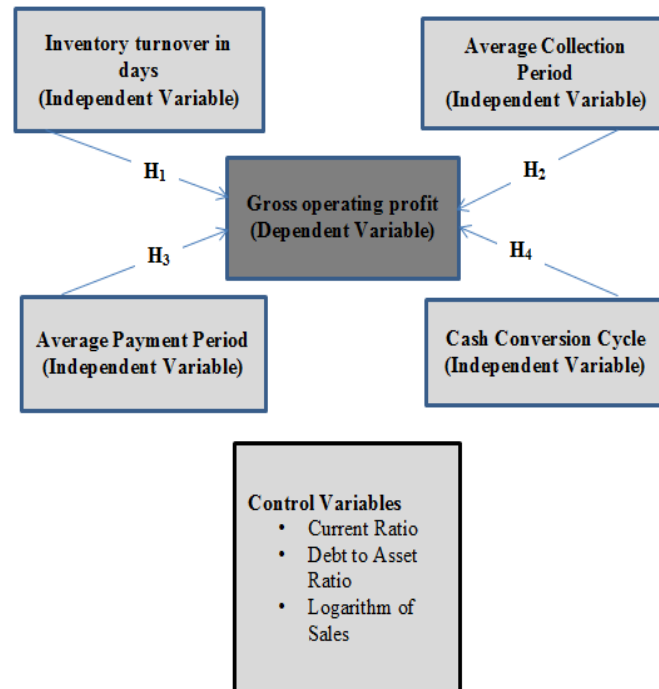 Inventory turnover in
days
(Independent Variable)
Average Collection
Period
(Independent Variable)
H1
H2
Gross operating profit
(Dependent Variable)
H3
H4
Average Payment Period
(Independent Variable)
Cash Conversion Cycle
(Independent Variable)
Control Variables
• Current Ratio
• Debt to Asset
Ratio
• Logarithm of
Sales